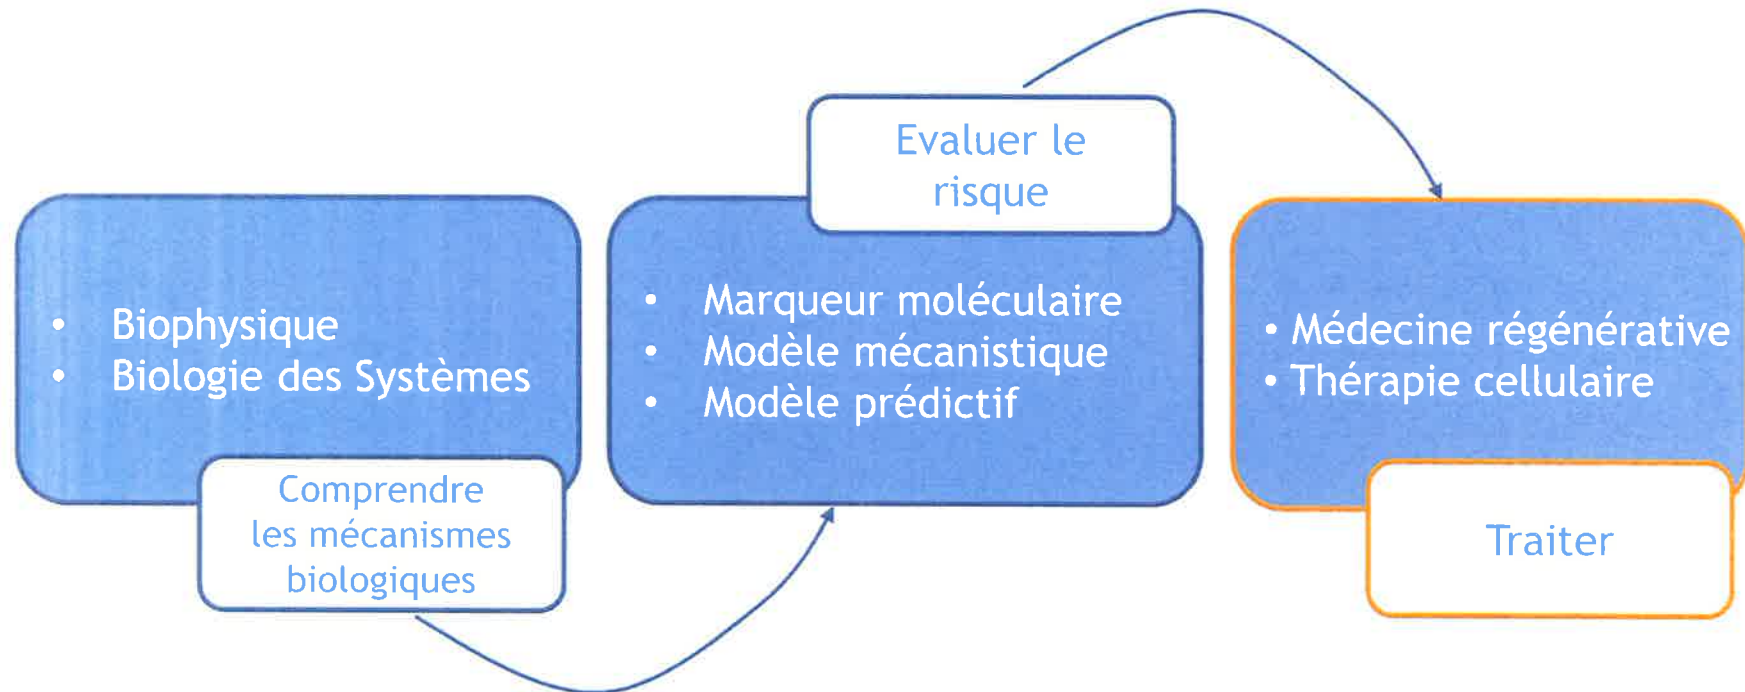 • Biophysique
• Biologie des Systèmes
Comprendre
les mécanismes
biologiques
Evaluer le
risque
• Marqueur moléculaire
• Modèle mécanistique
• Modèle prédictif
• Médecine régénérative
• Thérapie cellulaire
Traiter